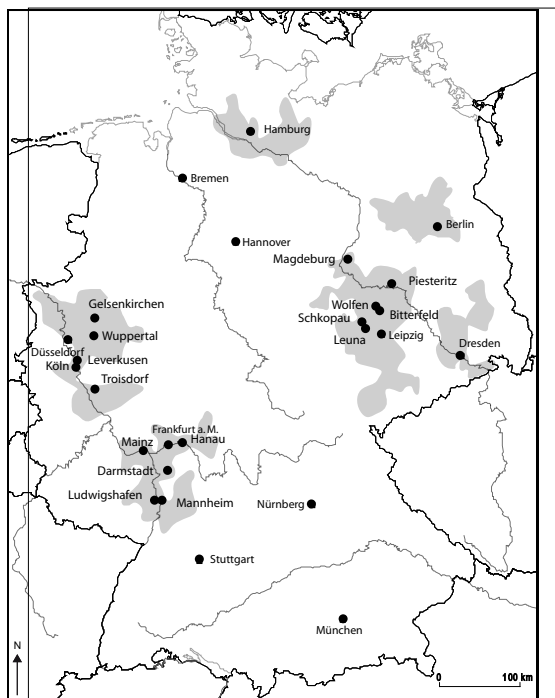 Hamburg
Bremen
Berlin
Hannover
Magdeburg
Piesteritz
Gelsenkirchen
Wolfen
Bitterfeld
Schkopau
Wuppertal
Leipzig
Leuna
Dresden
Düsseldorf
Leverkusen
Köln
Troisdorf
Frankfurt a. M.
Mainz
Hanau
Darmstadt
Ludwigshafen
Mannheim
Nürnberg
Stuttgart
München
N
0 100 km